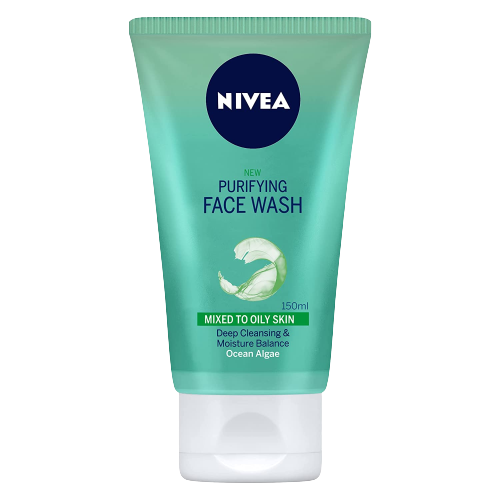 NIVEA
NEW
PURIFYING
FACE WASH
150ml
MIXED TO OILY SKIN
Deep Cleansing &
Moisture Balance
Ocean Algae